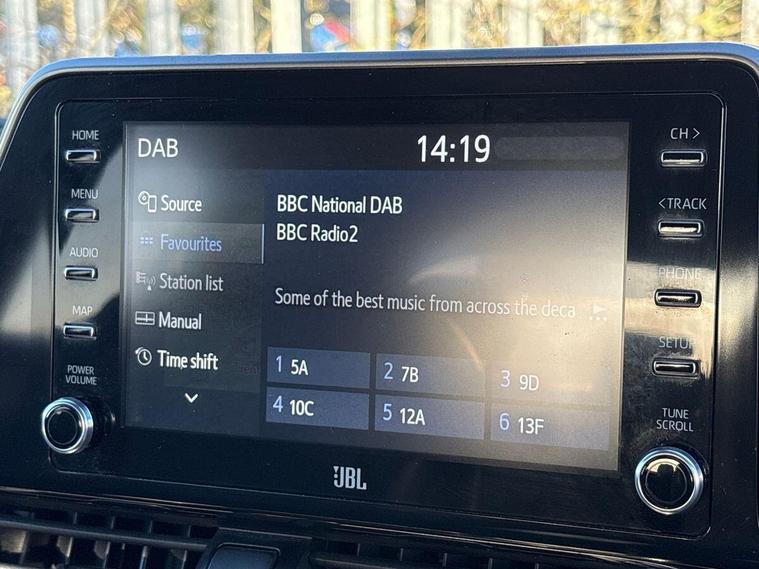 HOME
MENU
AUDIO
MAP
POWER
VOLUME
DAB
14:19
Source
Favourites
Station list
Manual
Time shift
BBC National DAB
BBC Radio2
Some of the best music from across the deca
1 5A
2 7B
3 9D
4 10C
5 12A
6 13F
CH >
< TRACK
PHONE
SETUP
TUNE
SCROLL
JBL